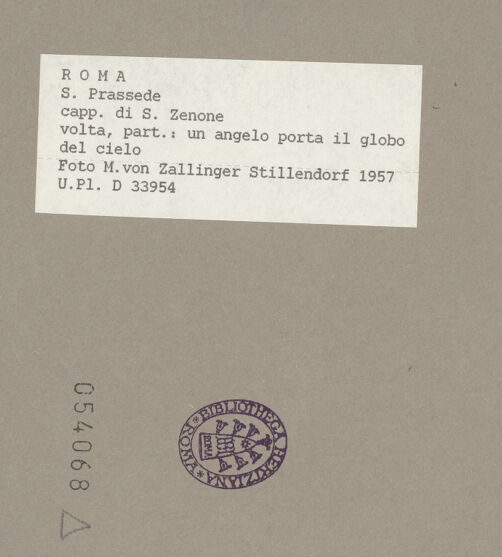 R O M A
S. Prassede
capp. di S. Zenone
volta, part.: un angelo porta il globo
del cielo
Foto M.von Zallinger Stillendorf 1957
U.Pl. D 33954
054068
BIBLIOTHECA HERTZIANA * ROMA *
ROMA